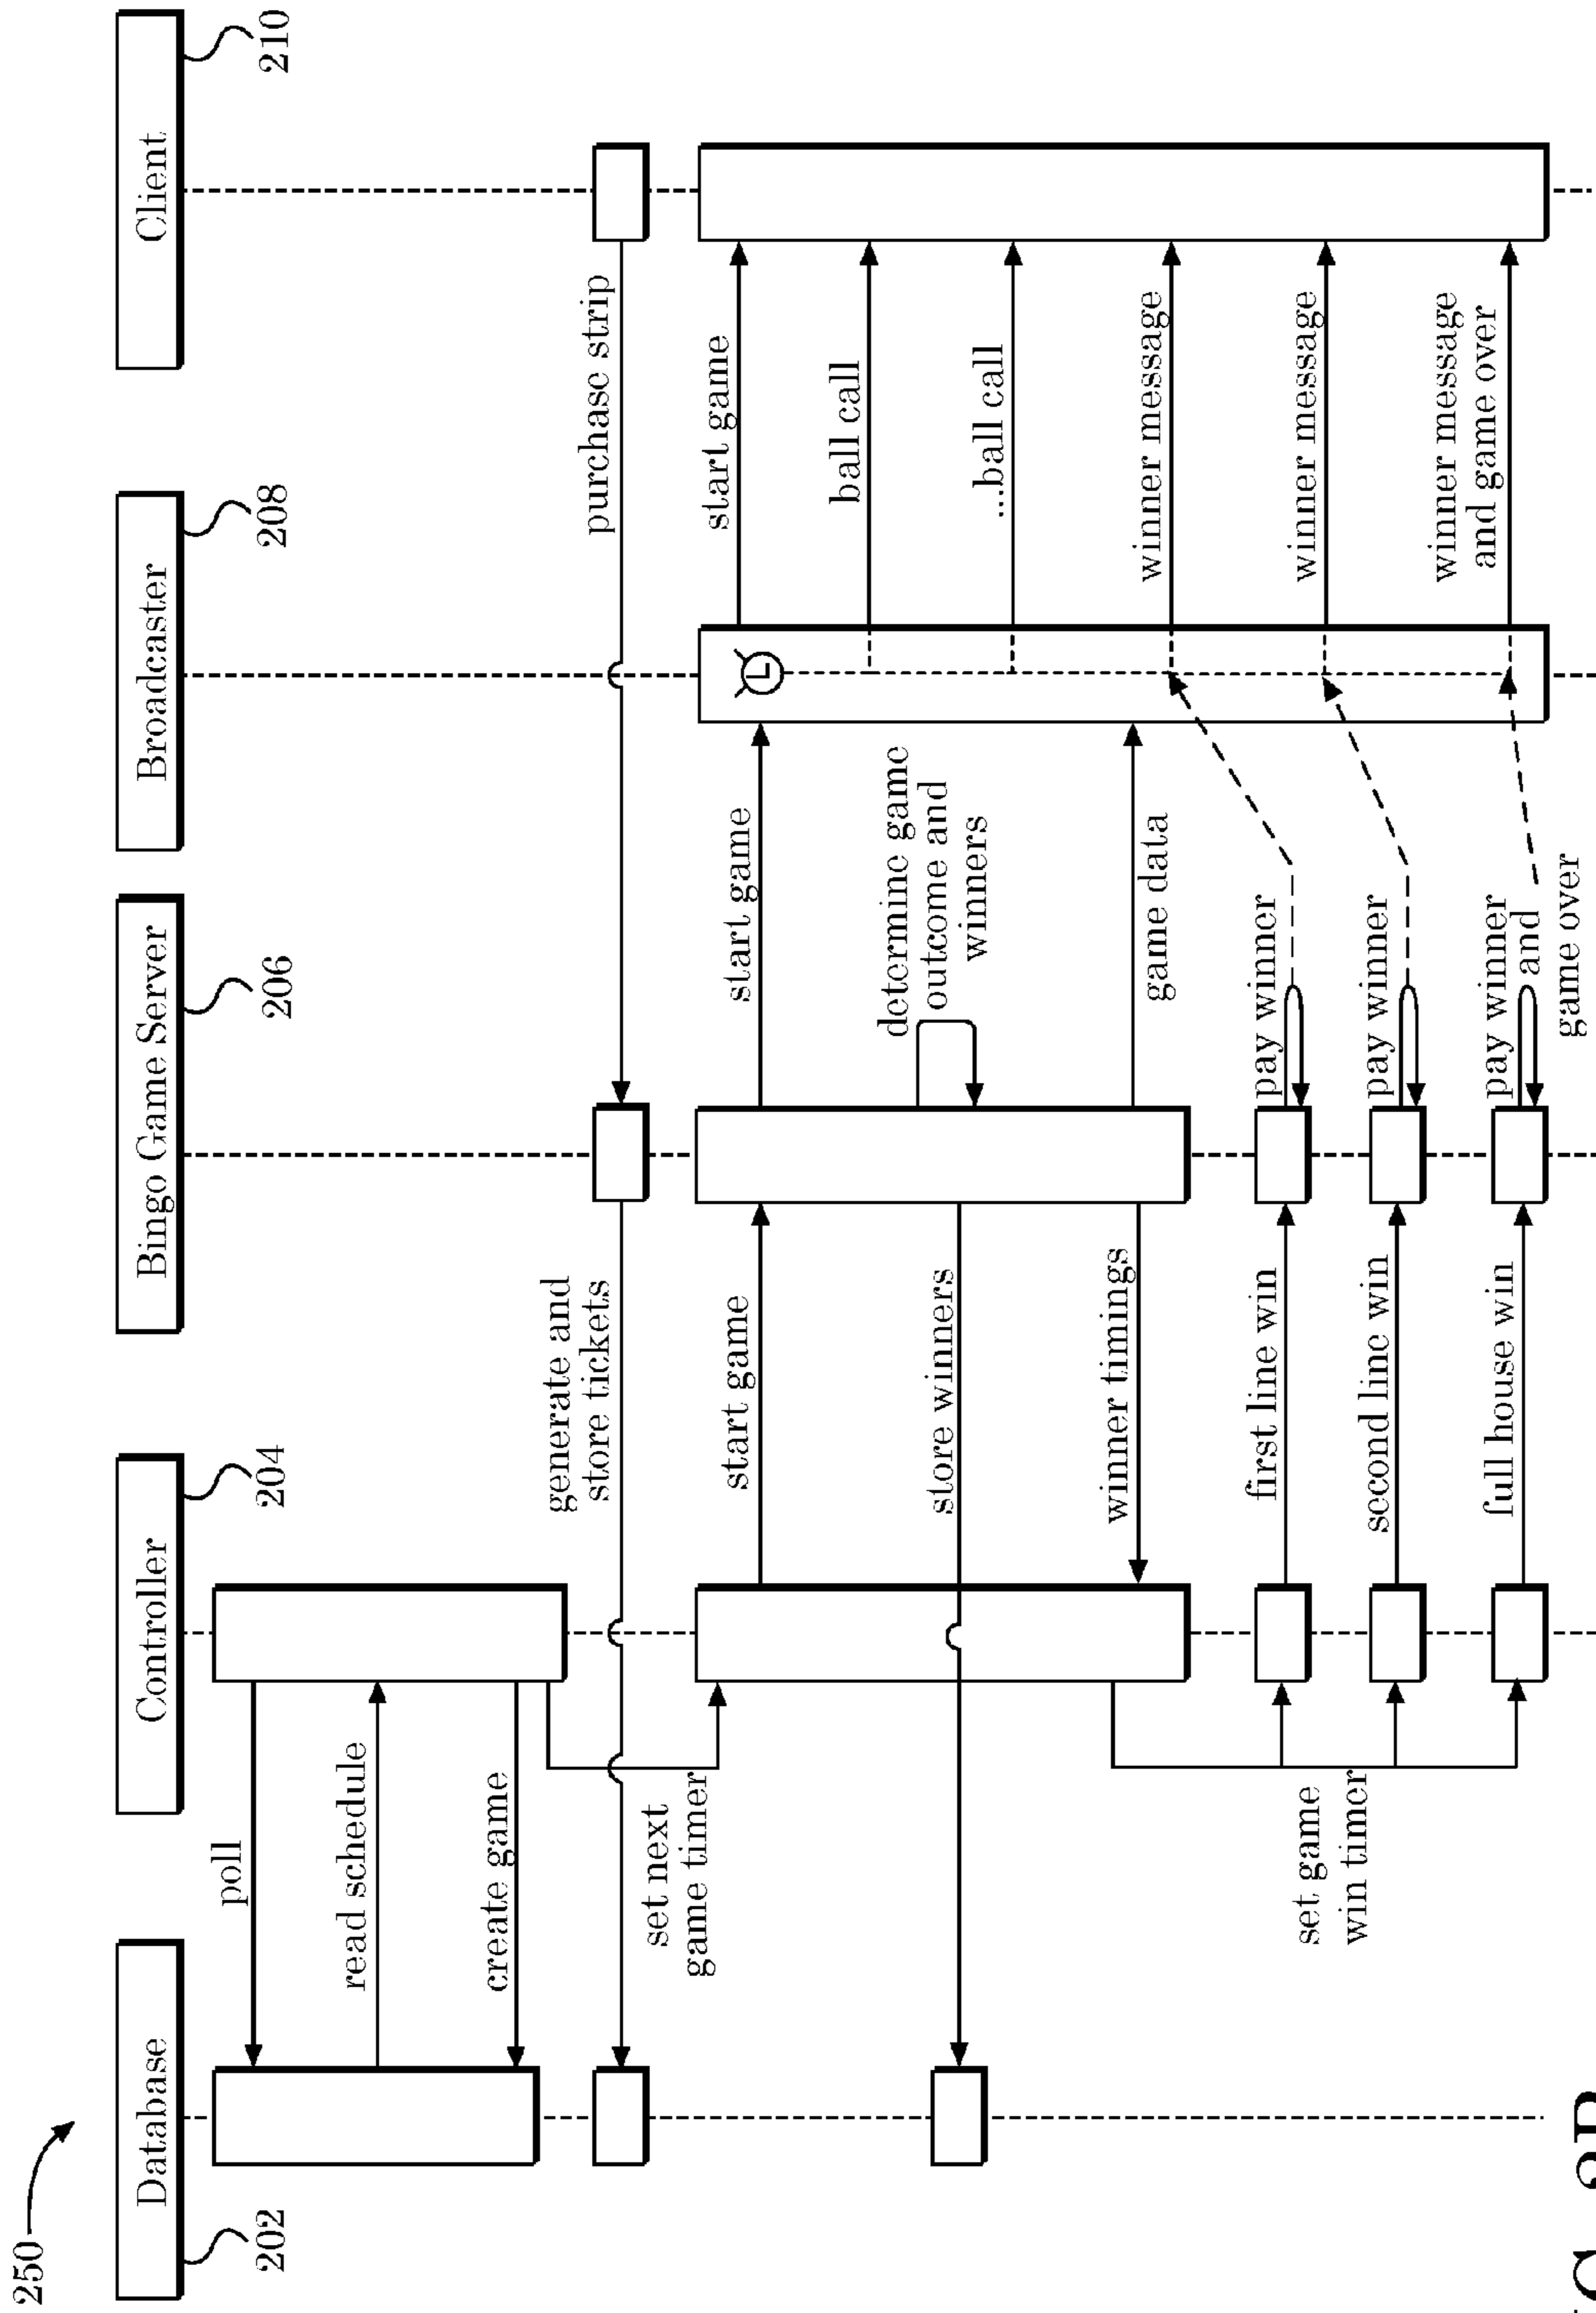 250
Database
Controller
Bingo Game Server
Broadcaster
Client
202
204
206
208
210
poll
read schedule
create game
generate and
store tickets
purchase strip
set next
game timer
start game
start game
start game
ball call
determine game
outcome and
winners
store winners
...ball call
winner timings
game data
winner message
set game
win timer
first line win
pay winner
second line win
pay winner
winner message
full house win
pay winner
and
game over
winner message
and game over